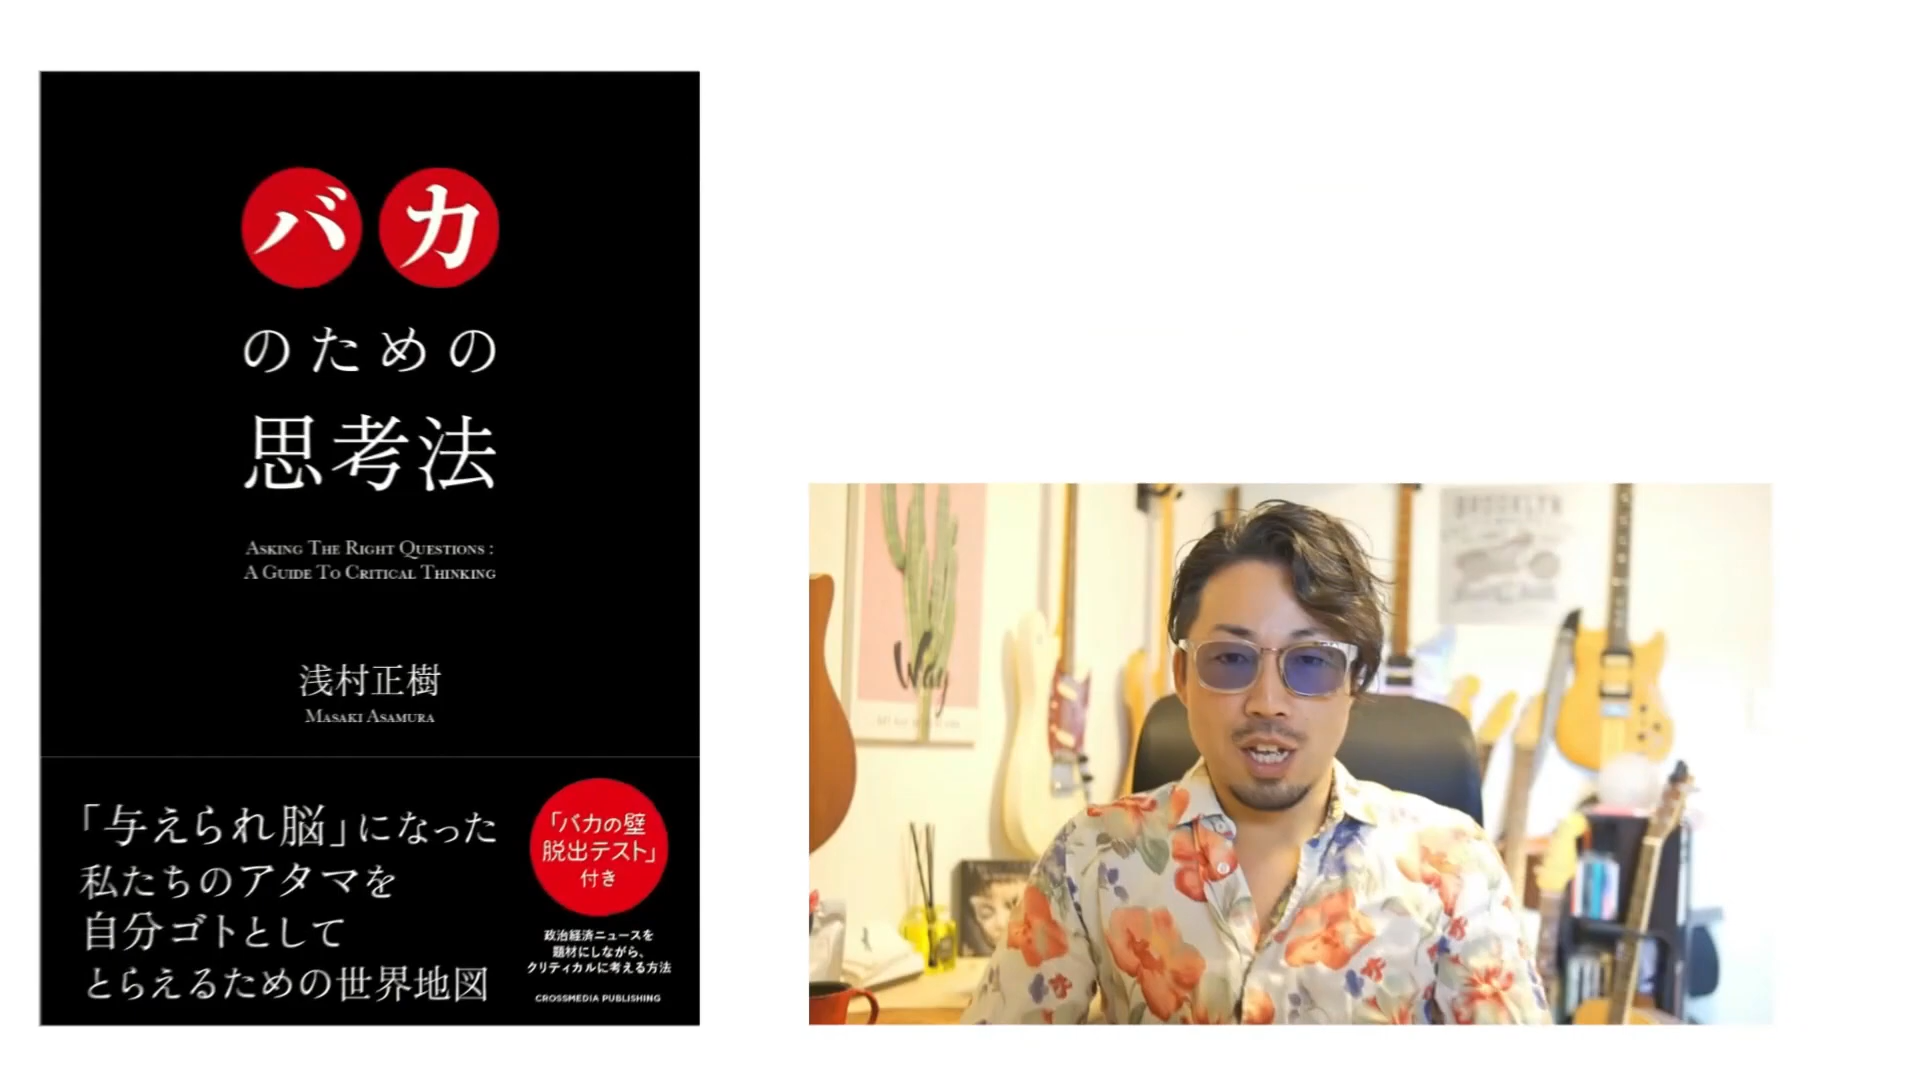 バカ
のための
思考法
ASKING THE RIGHT QUESTIONS :
A GUIDE TO CRITICAL THINKING
浅村正樹
MASAKI ASAMURA
「与えられ脳」になった
私たちのアタマを
自分ゴトとして
とらえるための世界地図
「バカの壁
脱出テスト」
付き
政治経済ニュースを
題材にしながら、
クリティカルに考える方法
CROSSMEDIA PUBLISHING
Way
BROOKLYN